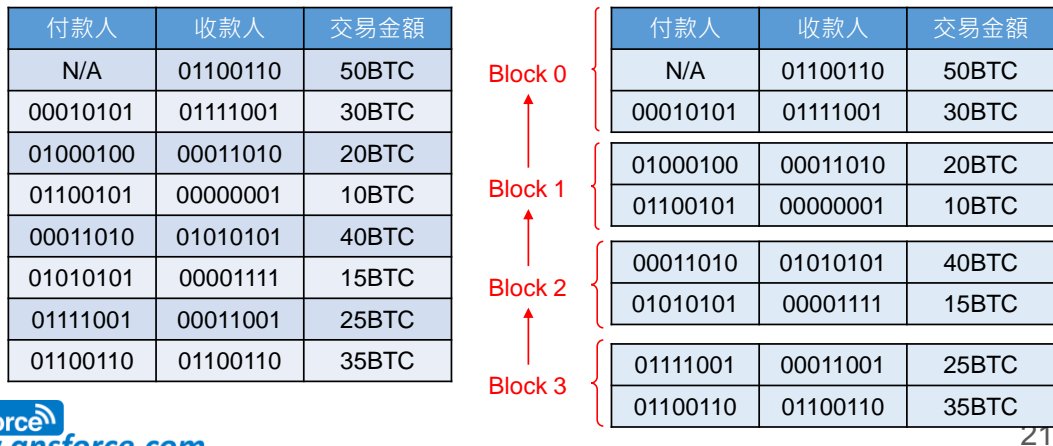 付款人 收款人 交易金額
N/A 01100110 50BTC
00010101 01111001 30BTC
01000100 00011010 20BTC
01100101 00000001 10BTC
00011010 01010101 40BTC
01010101 00001111 15BTC
01111001 00011001 25BTC
01100110 01100110 35BTC
Block 0
Block 1
Block 2
Block 3
付款人 收款人 交易金額
N/A 01100110 50BTC
00010101 01111001 30BTC
01000100 00011010 20BTC
01100101 00000001 10BTC
00011010 01010101 40BTC
01010101 00001111 15BTC
01111001 00011001 25BTC
01100110 01100110 35BTC
21